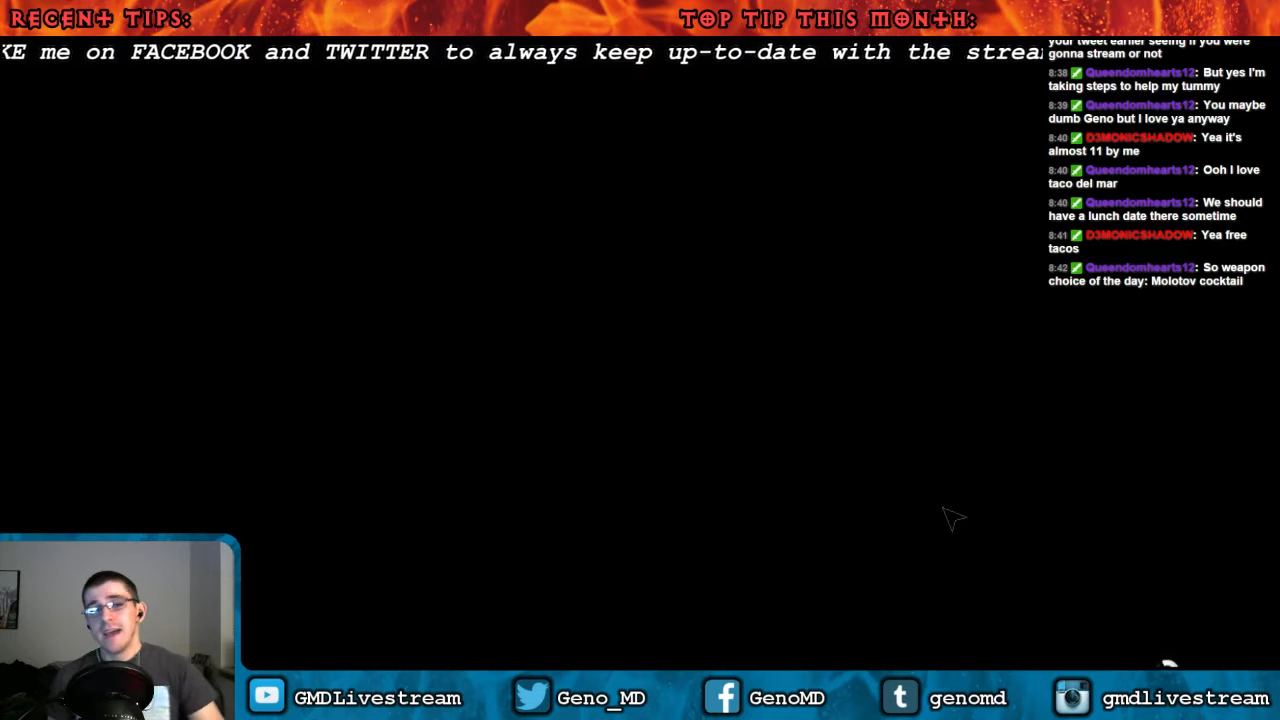 RECENT TIPS:
TOP TIP THIS MONTH:
KE me on FACEBOOK and TWITTER to always keep up-to-date with the strea
your tweet earlier seeing if you were
gonna stream or not
8:38 Queendomhearts12: But yes I'm
taking steps to help my tummy
8:39 Queendomhearts12: You maybe
dumb Geno but I love ya anyway
8:40 D3MONICSHADOW: Yea it's
almost 11 by me
8:40 Queendomhearts12: Ooh I love
taco del mar
8:40 Queendomhearts12: We should
have a lunch date there sometime
8:41 D3MONICSHADOW: Yea free
tacos
8:42 Queendomhearts12: So weapon
choice of the day: Molotov cocktail
GMDLivestream
Geno_MD
GenoMD
genomd
gmdlivestream